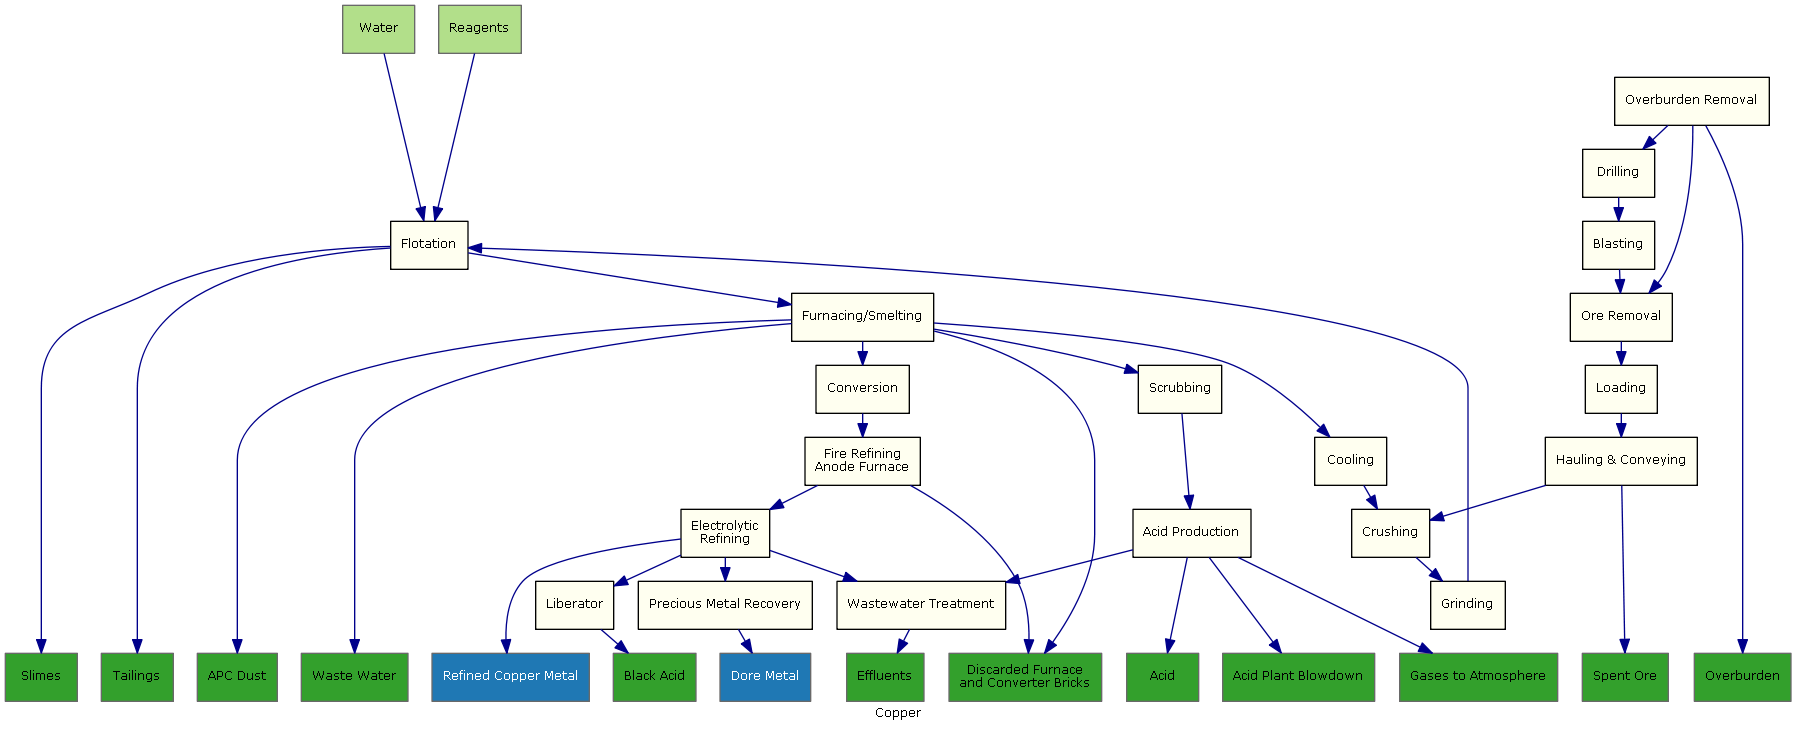 Water
Reagents
Overburden Removal
Drilling
Flotation
Blasting
Furnacing/Smelting
Ore Removal
Conversion
Scrubbing
Loading
Fire Refining
Anode Furnace
Cooling
Hauling & Conveying
Electrolytic
Refining
Acid Production
Crushing
Liberator
Precious Metal Recovery
Wastewater Treatment
Grinding
Slimes
Tailings
APC Dust
Waste Water
Refined Copper Metal
Black Acid
Dore Metal
Effluents
Discarded Furnace
and Converter Bricks
Acid
Acid Plant Blowdown
Gases to Atmosphere
Spent Ore
Overburden
Copper